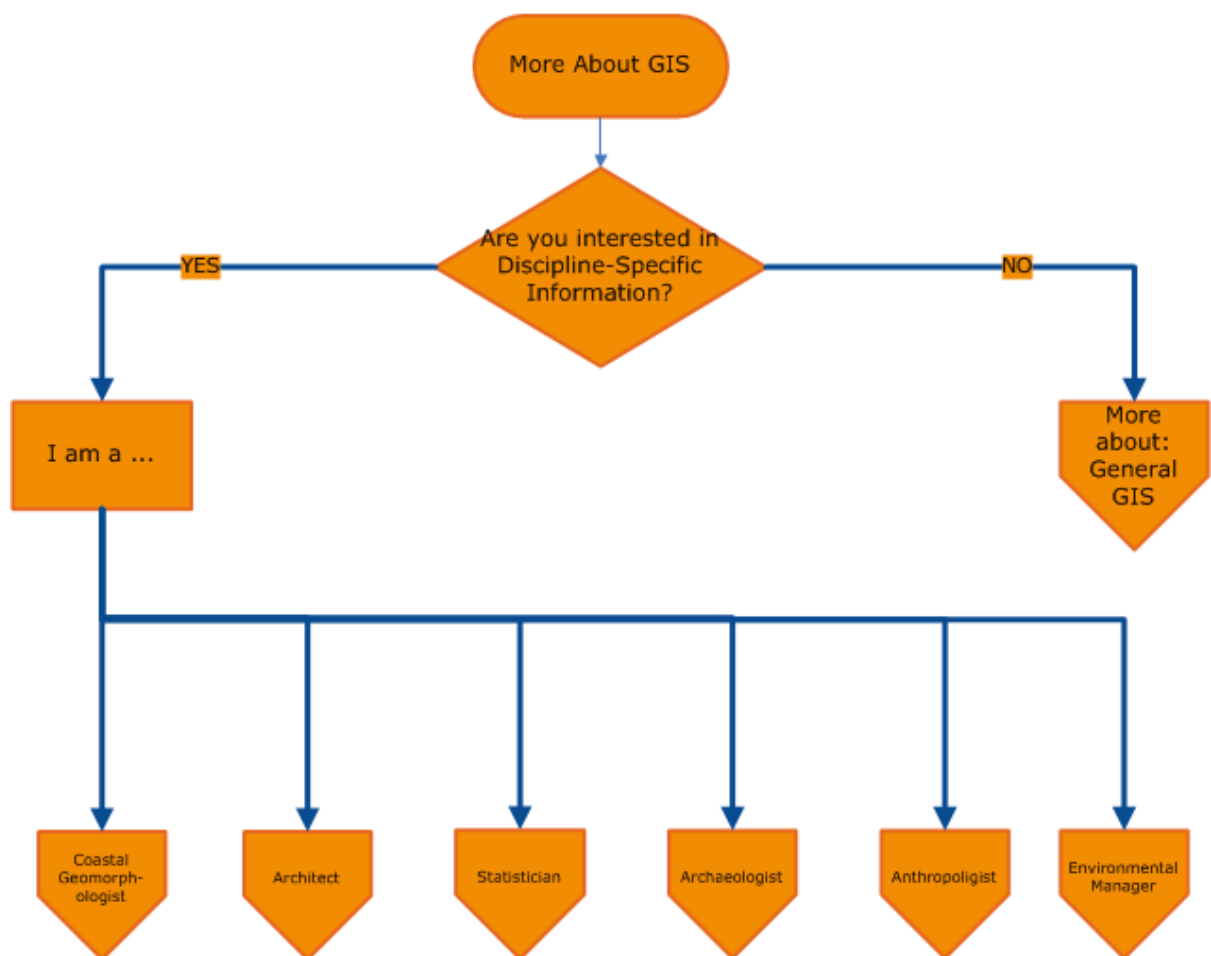 More About GIS
Are you interested in
Discipline-Specific
Information?
YES
NO
I am a ...
More
about:
General
GIS
Coastal
Geomorph-
ologist
Architect
Statistician
Archaeologist
Anthropoligist
Environmental
Manager